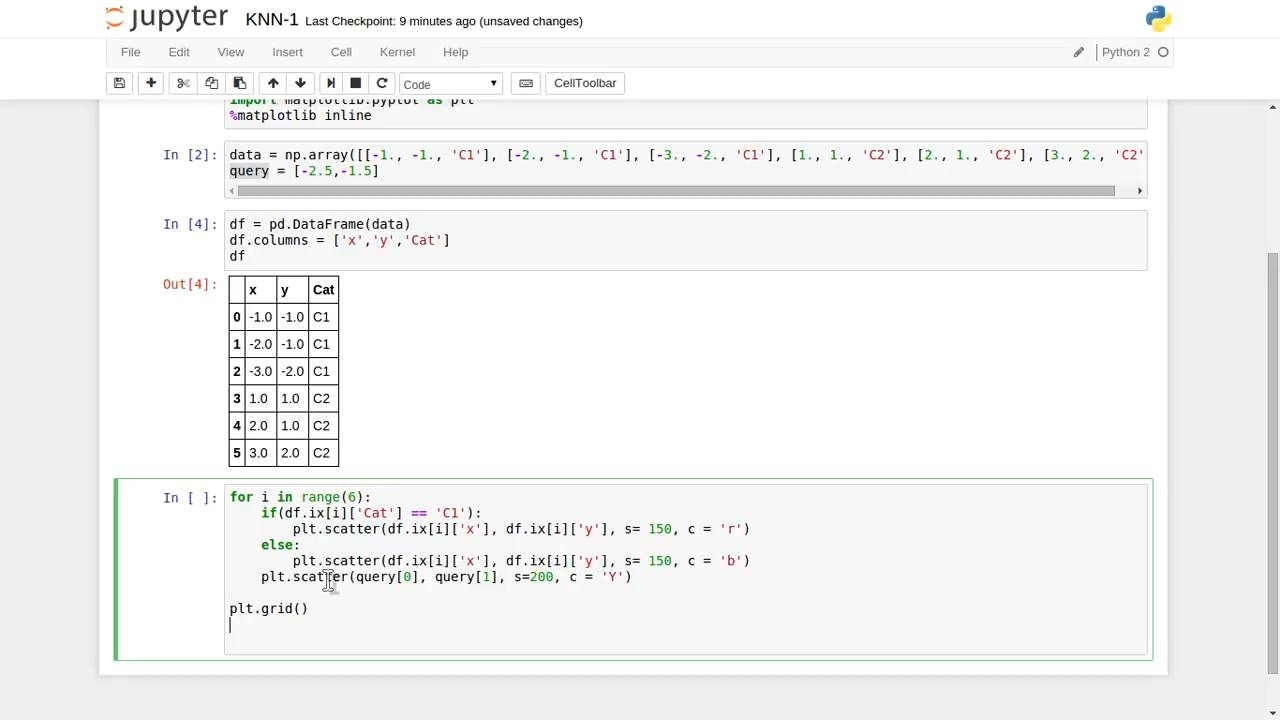 jupyter KNN-1 Last Checkpoint: 9 minutes ago (unsaved changes)
File Edit View Insert Cell Kernel Help Python 2
Code CellToolbar
import matplotlib.pyplot as plt
%matplotlib inline
In [2]: data = np.array([[-1., -1., 'C1'], [-2., -1., 'C1'], [-3., -2., 'C1'], [1., 1., 'C2'], [2., 1., 'C2'], [3., 2., 'C2'
query = [-2.5,-1.5]
In [4]: df = pd.DataFrame(data)
df.columns = ['x','y','Cat']
df
Out[4]:
x y Cat
0 -1.0 -1.0 C1
1 -2.0 -1.0 C1
2 -3.0 -2.0 C1
3 1.0 1.0 C2
4 2.0 1.0 C2
5 3.0 2.0 C2
In [ ]: for i in range(6):
if(df.ix[i]['Cat'] == 'C1'):
plt.scatter(df.ix[i]['x'], df.ix[i]['y'], s= 150, c = 'r')
else:
plt.scatter(df.ix[i]['x'], df.ix[i]['y'], s= 150, c = 'b')
plt.scatter(query[0], query[1], s=200, c = 'Y')
plt.grid()